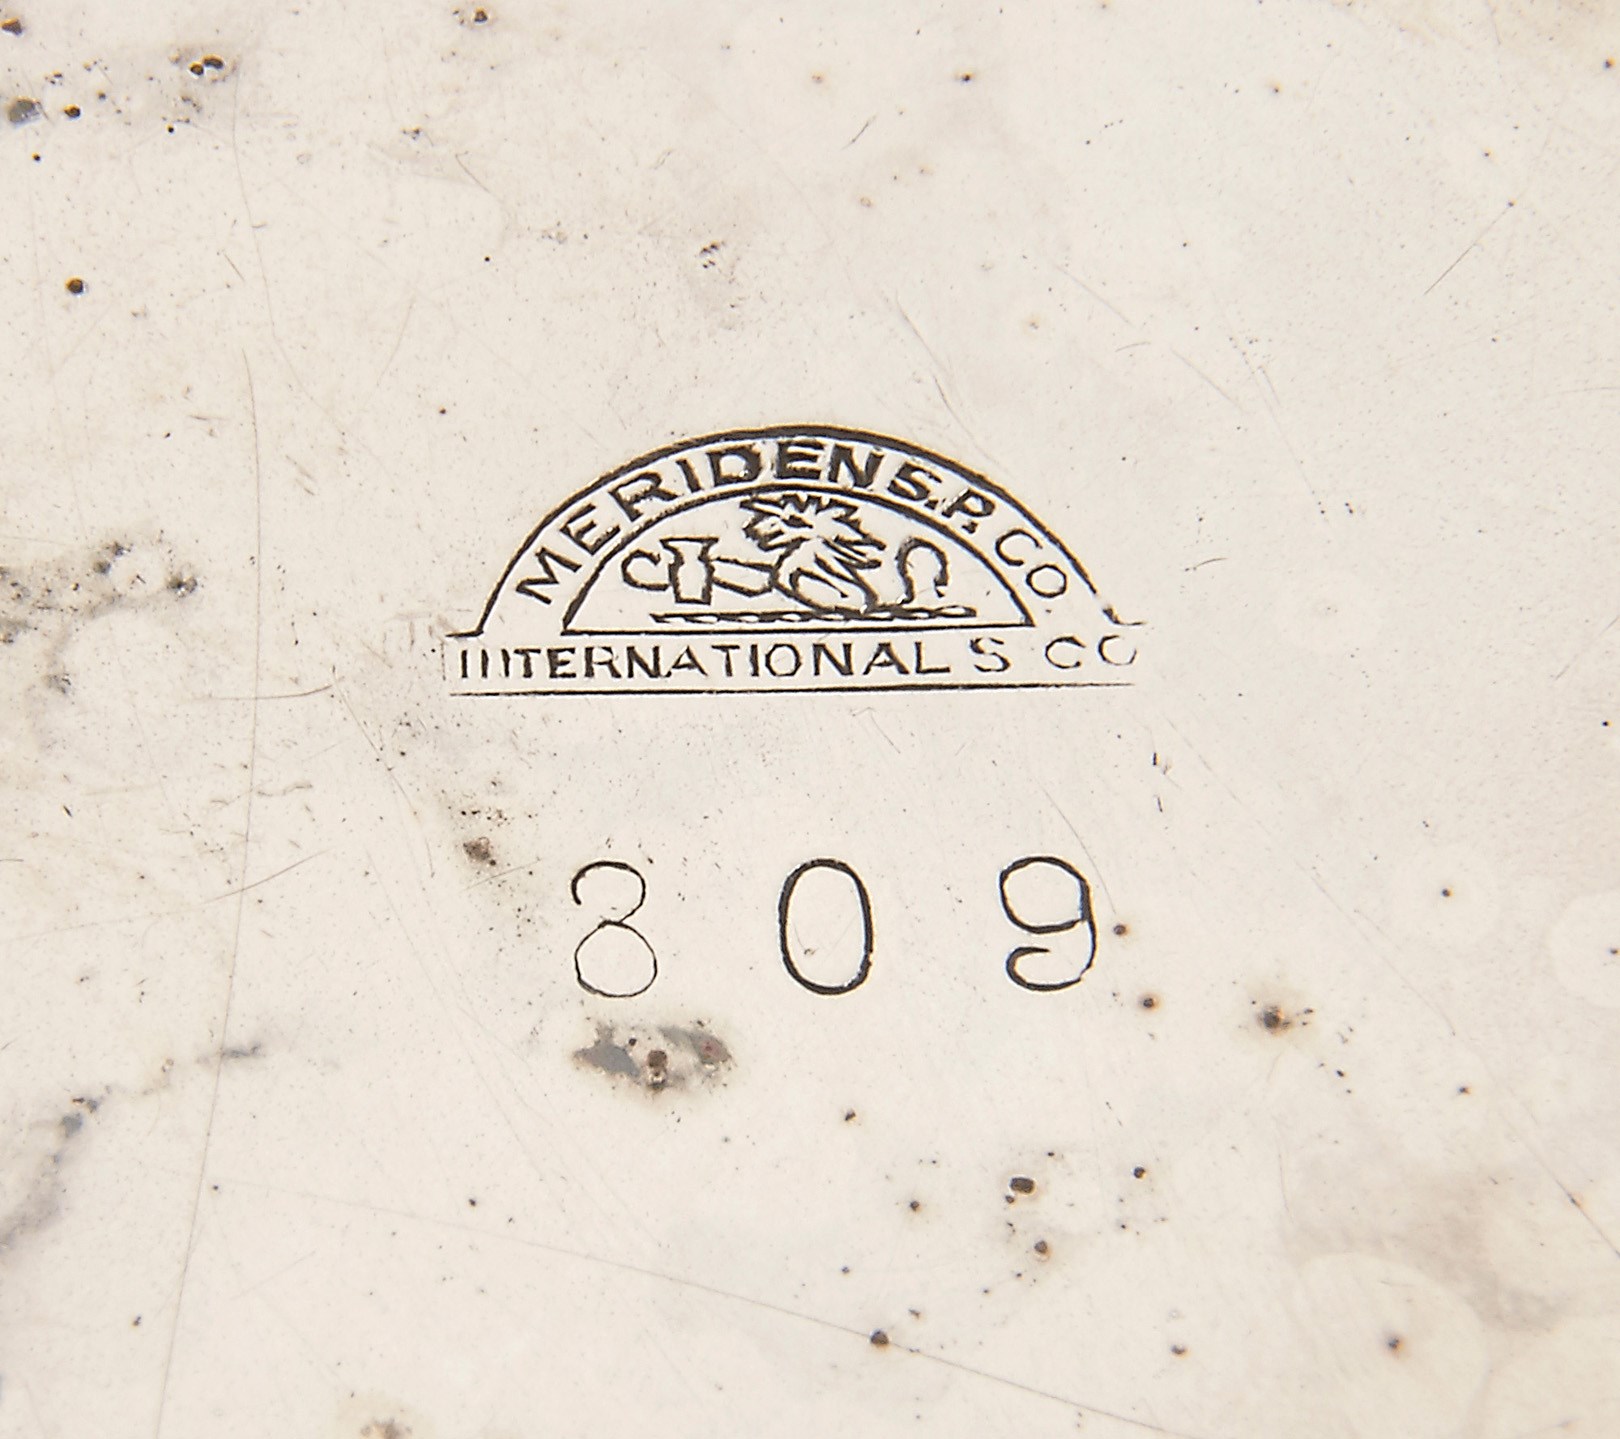 MERIDEN S.P. CO.
INTERNATIONAL S CO
809